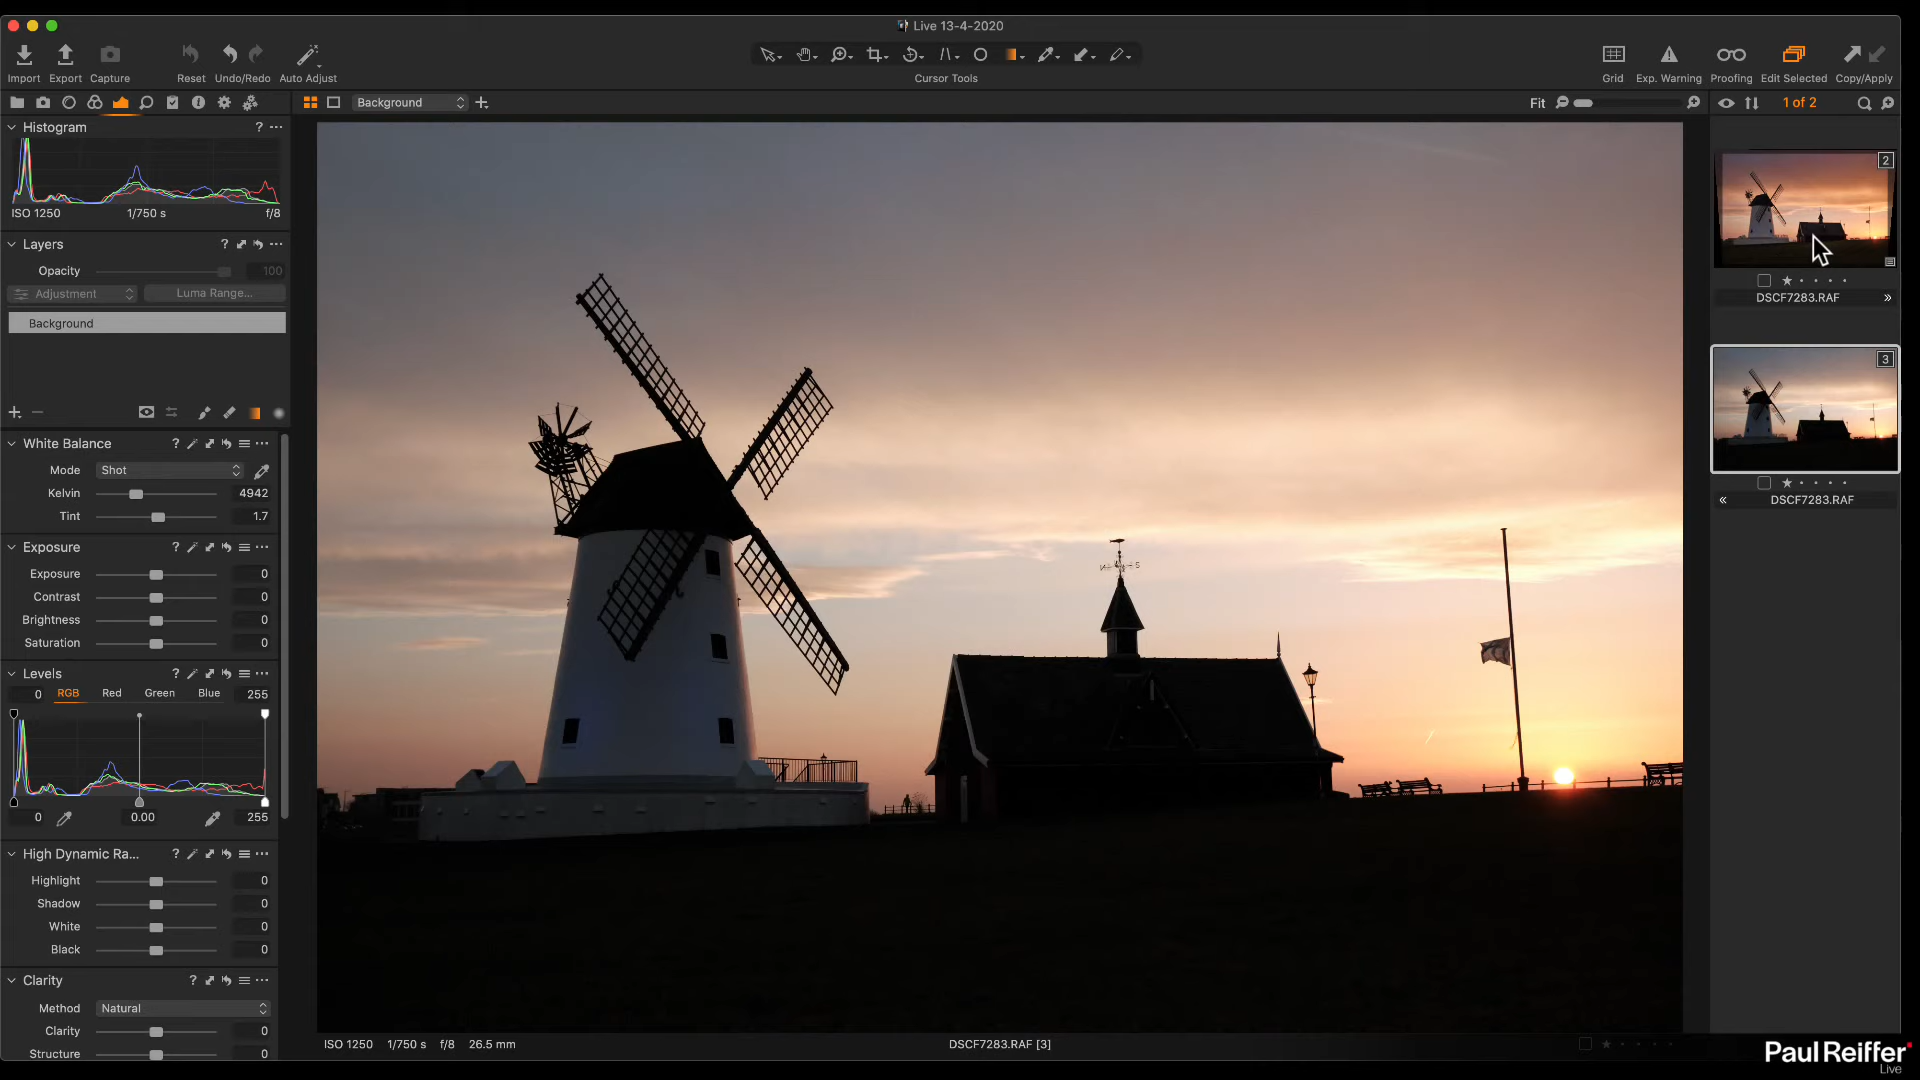 Live 13-4-2020
Import Export Capture Reset Undo/Redo Auto Adjust Cursor Tools Grid Exp. Warning Proofing Edit Selected Copy/Apply
Background Fit 1 of 2
Histogram
ISO 1250 1/750 s f/8
Layers
Opacity 100
Adjustment Luma Range...
Background
White Balance
Mode Shot
Kelvin 4942
Tint 1.7
Exposure
Exposure 0
Contrast 0
Brightness 0
Saturation 0
Levels
0 RGB Red Green Blue 255
0 0.00 255
High Dynamic Ra...
Highlight 0
Shadow 0
White 0
Black 0
Clarity
Method Natural
Clarity 0
Structure 0
ISO 1250 1/750 s f/8 26.5 mm DSCF7283.RAF [3]
2
DSCF7283.RAF
3
DSCF7283.RAF
Paul Reiffer
Live